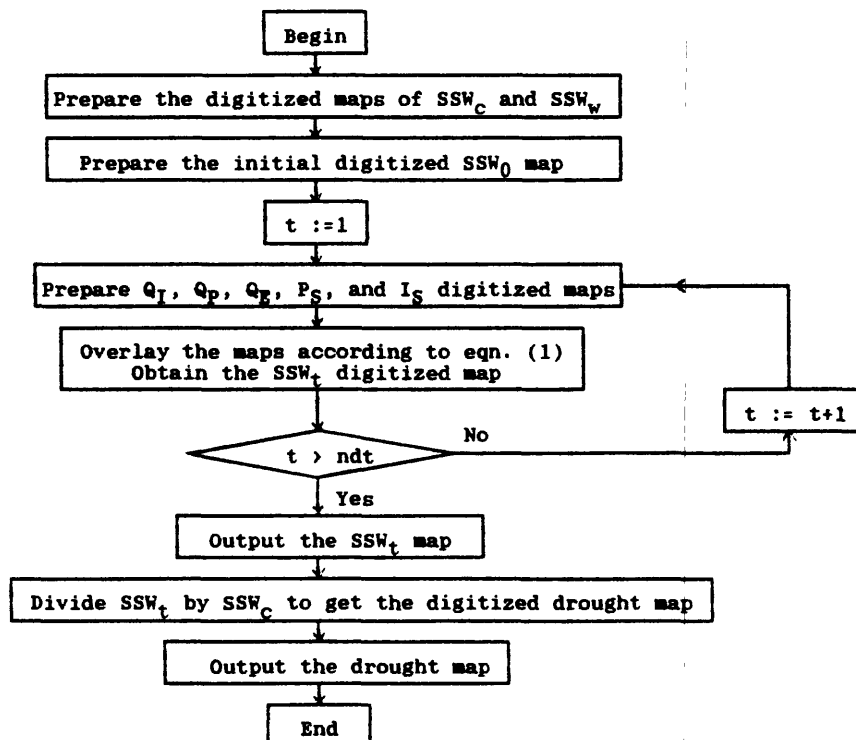 Begin
Prepare the digitized maps of SSW_c and SSW_w
Prepare the initial digitized SSW_0 map
t :=1
Prepare Q_I, Q_P, Q_E, P_S, and I_S digitized maps
Overlay the maps according to eqn. (1)
Obtain the SSW_t digitized map
t := t+1
No
t > ndt
Yes
Output the SSW_t map
Divide SSW_t by SSW_c to get the digitized drought map
Output the drought map
End